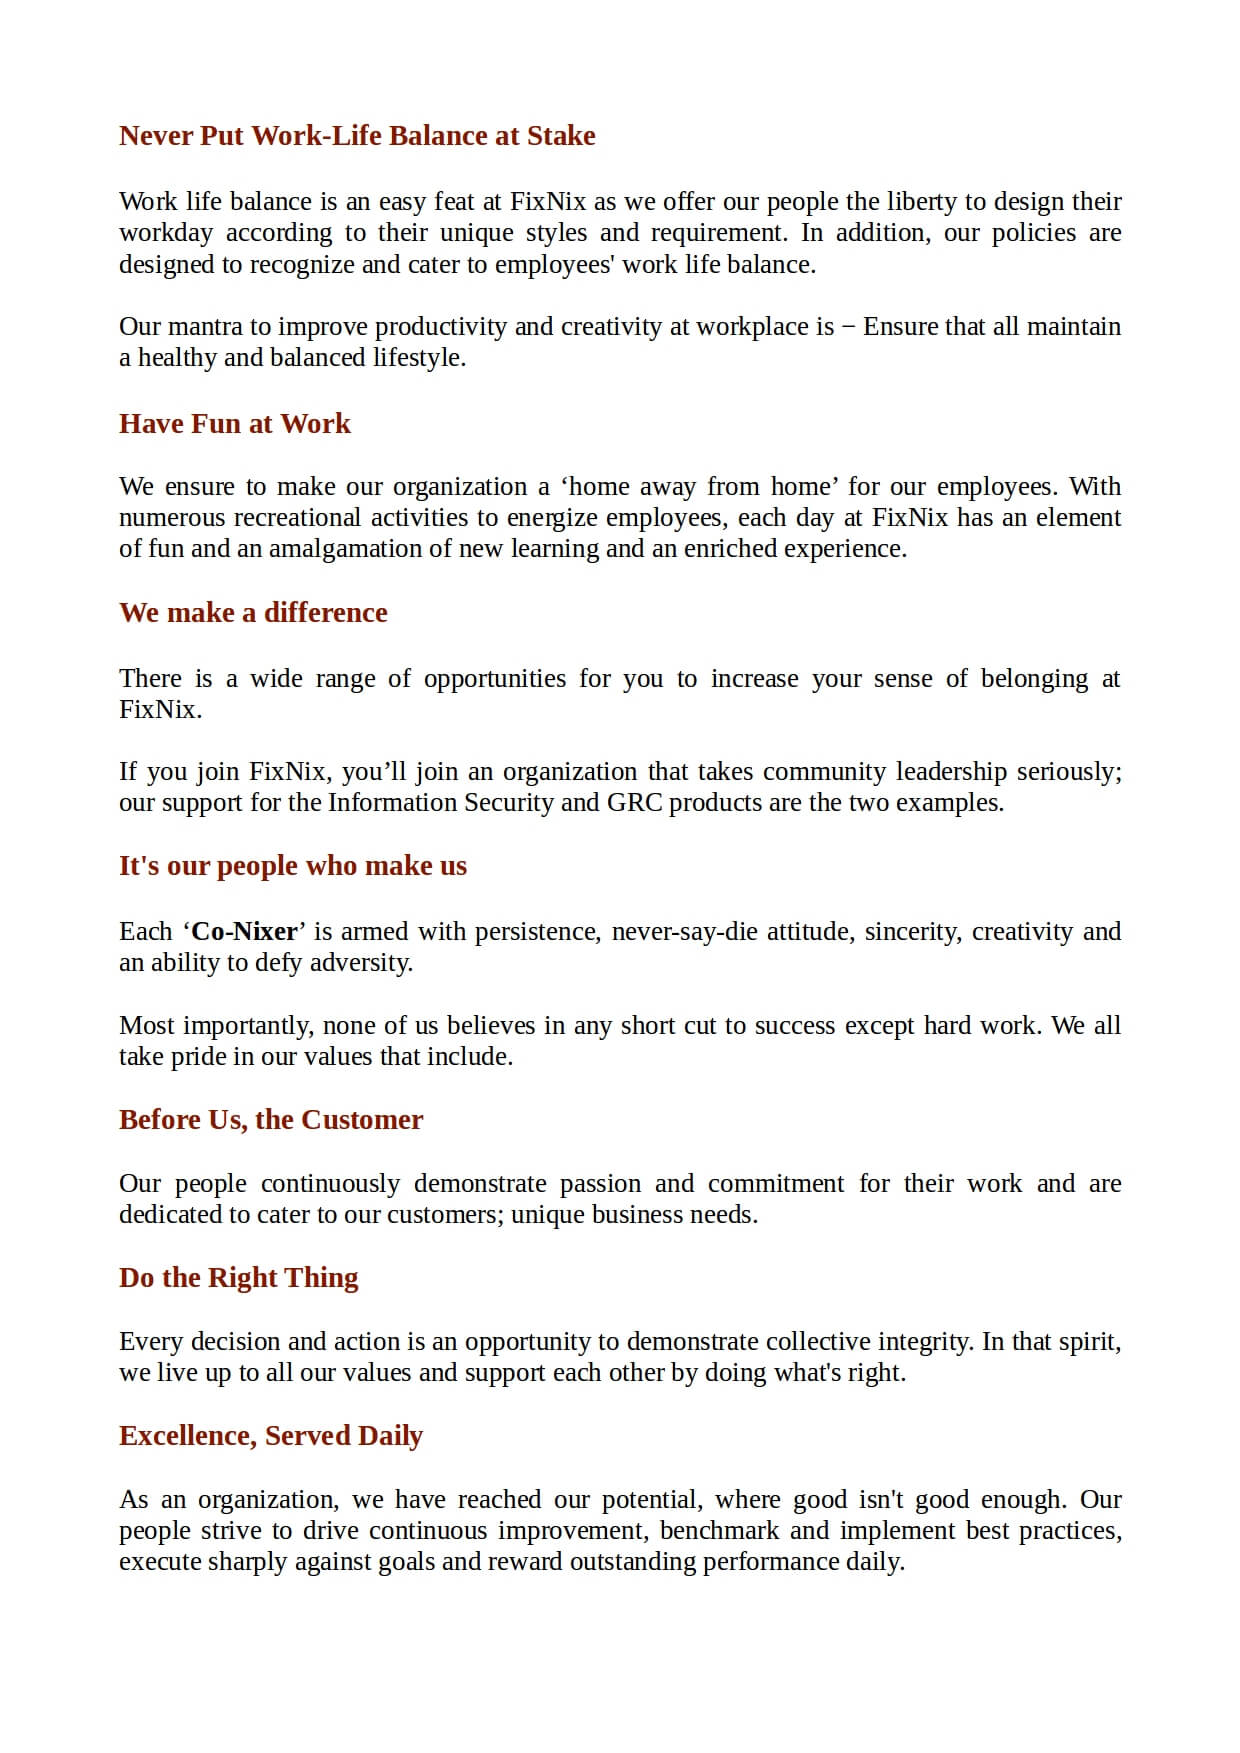 Never Put Work-Life Balance at Stake
Work life balance is an easy feat at FixNix as we offer our people the liberty to design their
workday according to their unique styles and requirement. In addition, our policies are
designed to recognize and cater to employees' work life balance.
Our mantra to improve productivity and creativity at workplace is − Ensure that all maintain
a healthy and balanced lifestyle.
Have Fun at Work
We ensure to make our organization a ‘home away from home’ for our employees. With
numerous recreational activities to energize employees, each day at FixNix has an element
of fun and an amalgamation of new learning and an enriched experience.
We make a difference
There is a wide range of opportunities for you to increase your sense of belonging at
FixNix.
If you join FixNix, you’ll join an organization that takes community leadership seriously;
our support for the Information Security and GRC products are the two examples.
It's our people who make us
Each ‘Co-Nixer’ is armed with persistence, never-say-die attitude, sincerity, creativity and
an ability to defy adversity.
Most importantly, none of us believes in any short cut to success except hard work. We all
take pride in our values that include.
Before Us, the Customer
Our people continuously demonstrate passion and commitment for their work and are
dedicated to cater to our customers; unique business needs.
Do the Right Thing
Every decision and action is an opportunity to demonstrate collective integrity. In that spirit,
we live up to all our values and support each other by doing what's right.
Excellence, Served Daily
As an organization, we have reached our potential, where good isn't good enough. Our
people strive to drive continuous improvement, benchmark and implement best practices,
execute sharply against goals and reward outstanding performance daily.